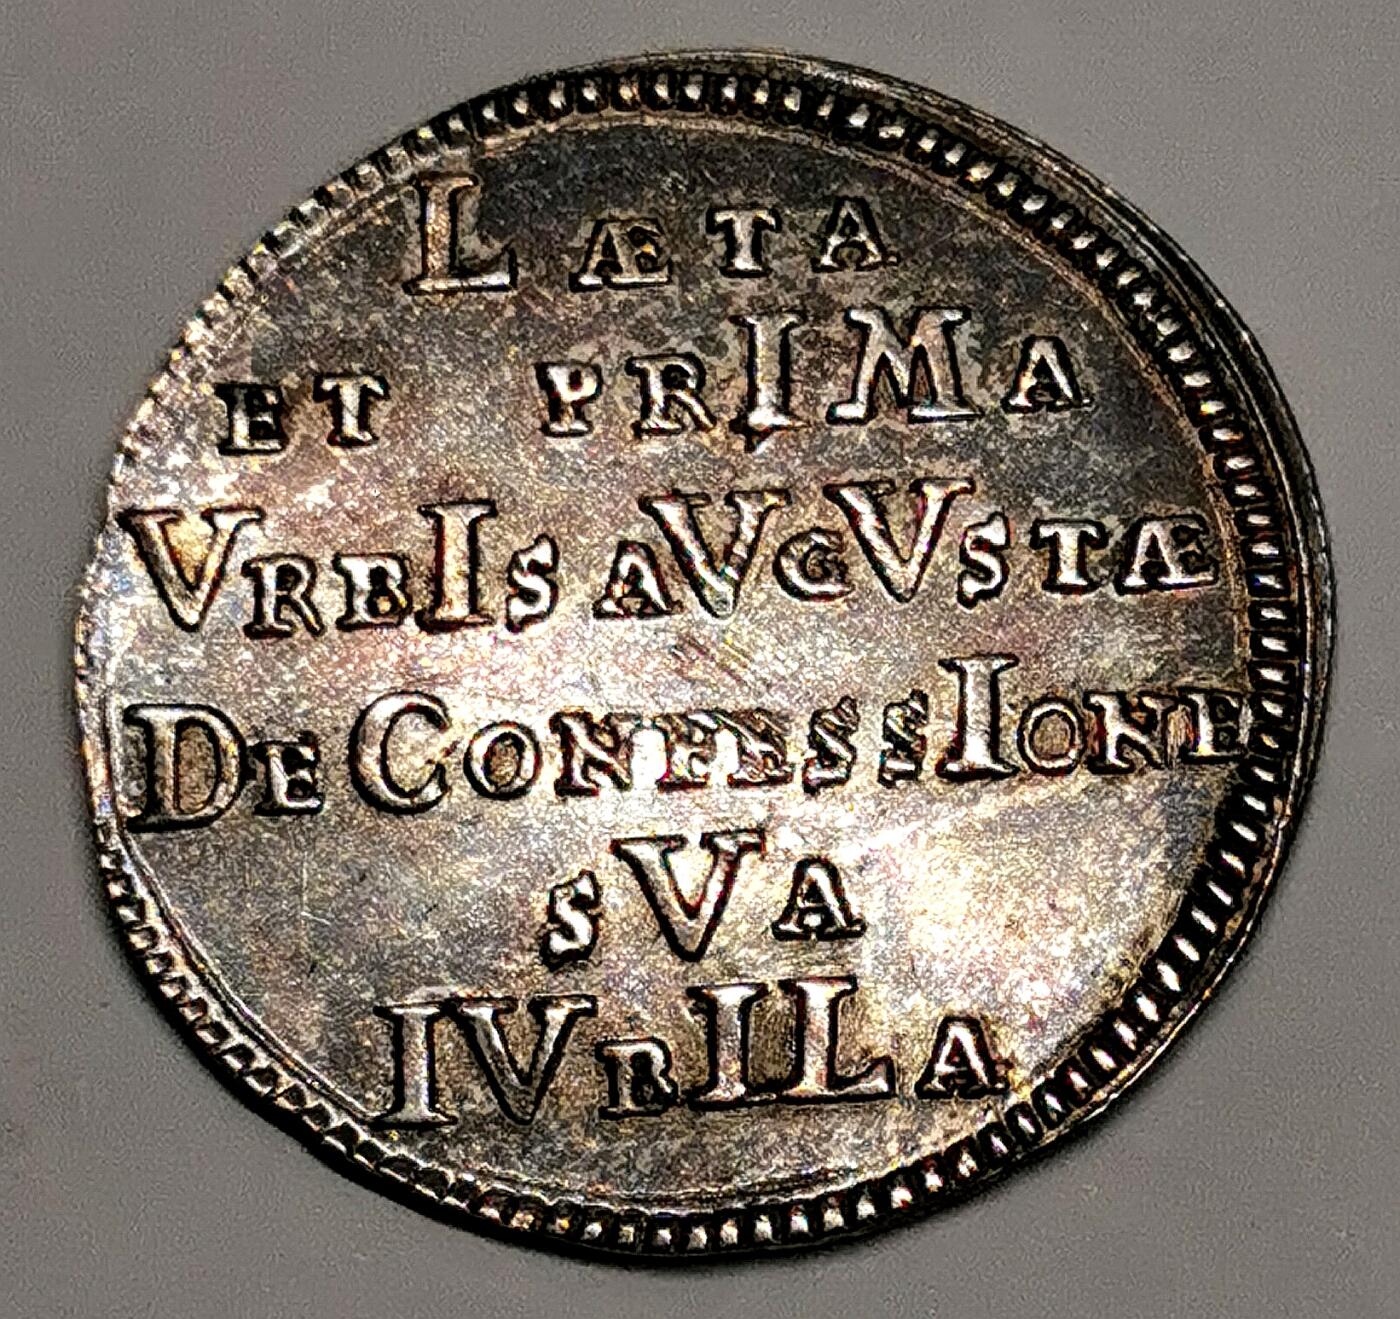 LÆTA
ET PRIMA
VRBIS AVGVSTÆ
DE CONFESSIONE
SVA
IVBILA